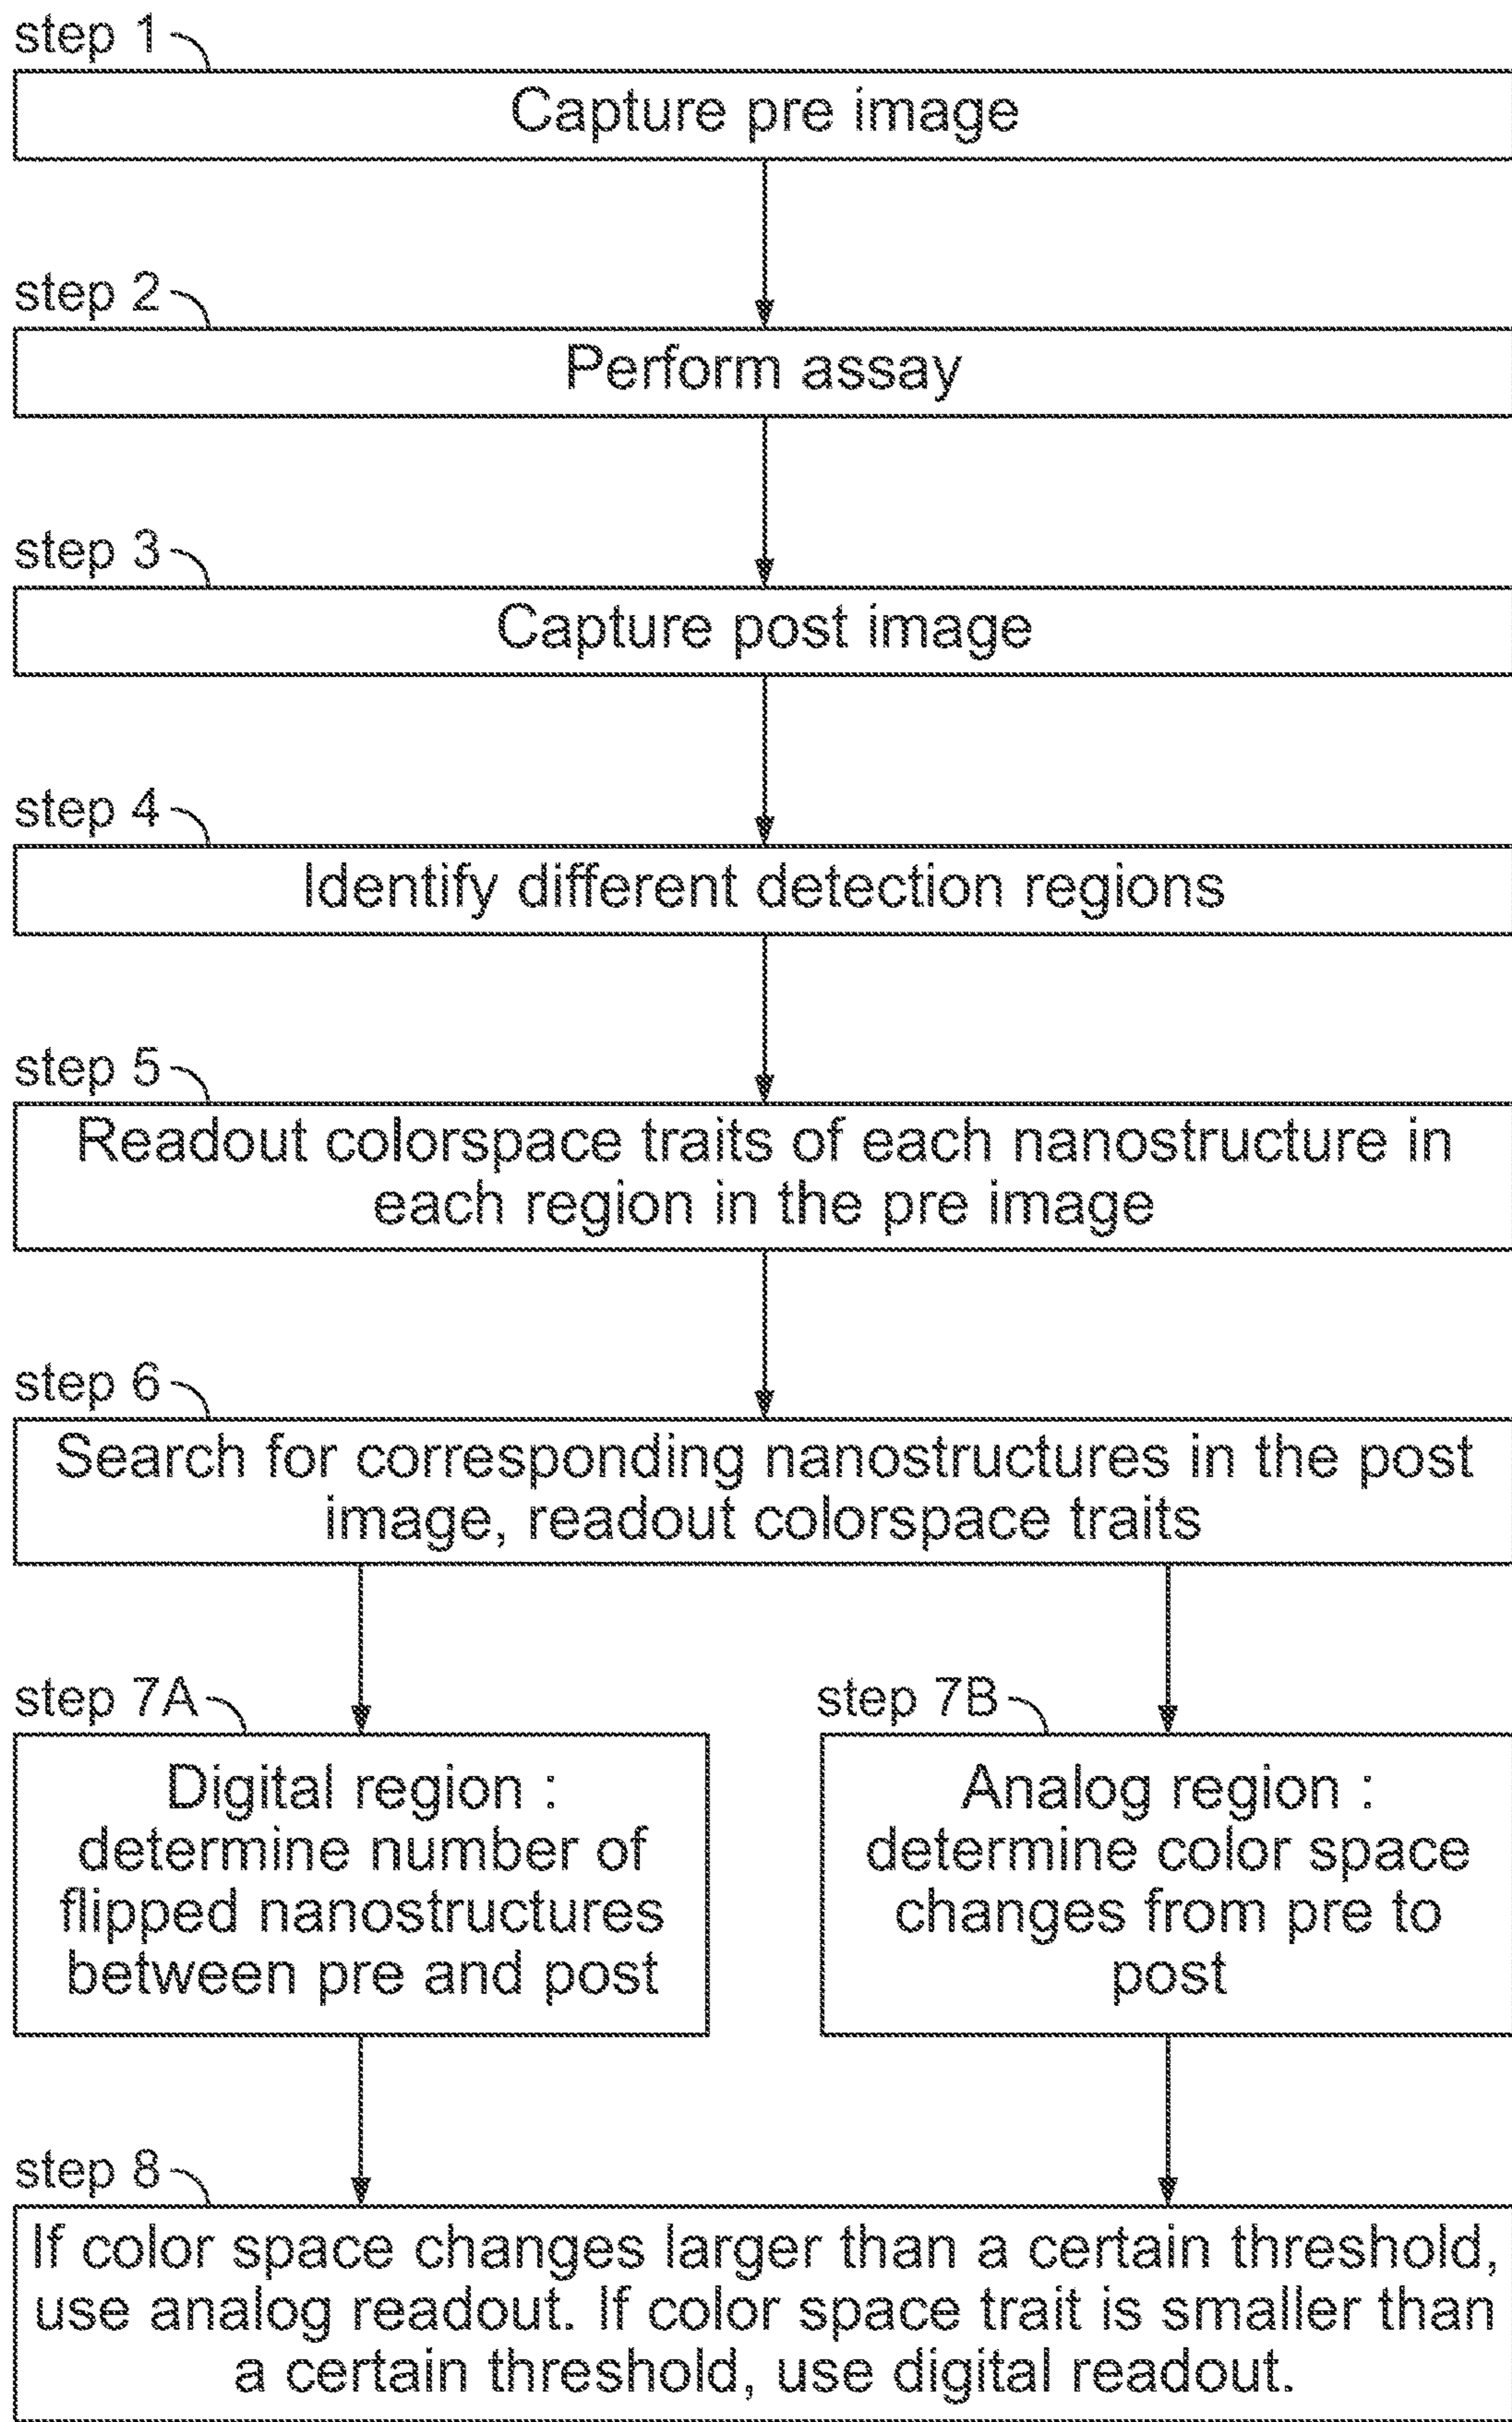 step 1
Capture pre image
step 2
Perform assay
step 3
Capture post image
step 4
Identify different detection regions
step 5
Readout colorspace traits of each nanostructure in
each region in the pre image
step 6
Search for corresponding nanostructures in the post
image, readout colorspace traits
step 7A
Digital region :
determine number of
flipped nanostructures
between pre and post
step 7B
Analog region :
determine color space
changes from pre to
post
step 8
If color space changes larger than a certain threshold,
use analog readout. If color space trait is smaller than
a certain threshold, use digital readout.